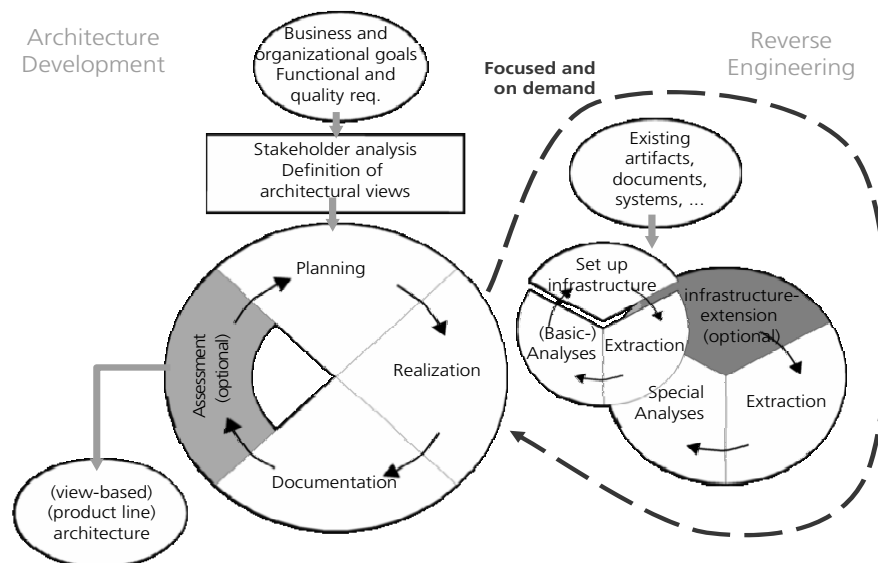 Architecture
Development
Business and
organizational goals
Functional and
quality req.
Focused and
on demand
Reverse
Engineering
Stakeholder analysis
Definition of
architectural views
Existing
artifacts,
documents,
systems, ...
Planning
Realization
Documentation
Assessment
(optional)
(view-based)
(product line)
architecture
Set up
infrastructure
(Basic-)
Analyses
Extraction
infrastructure-
extension
(optional)
Special
Analyses
Extraction